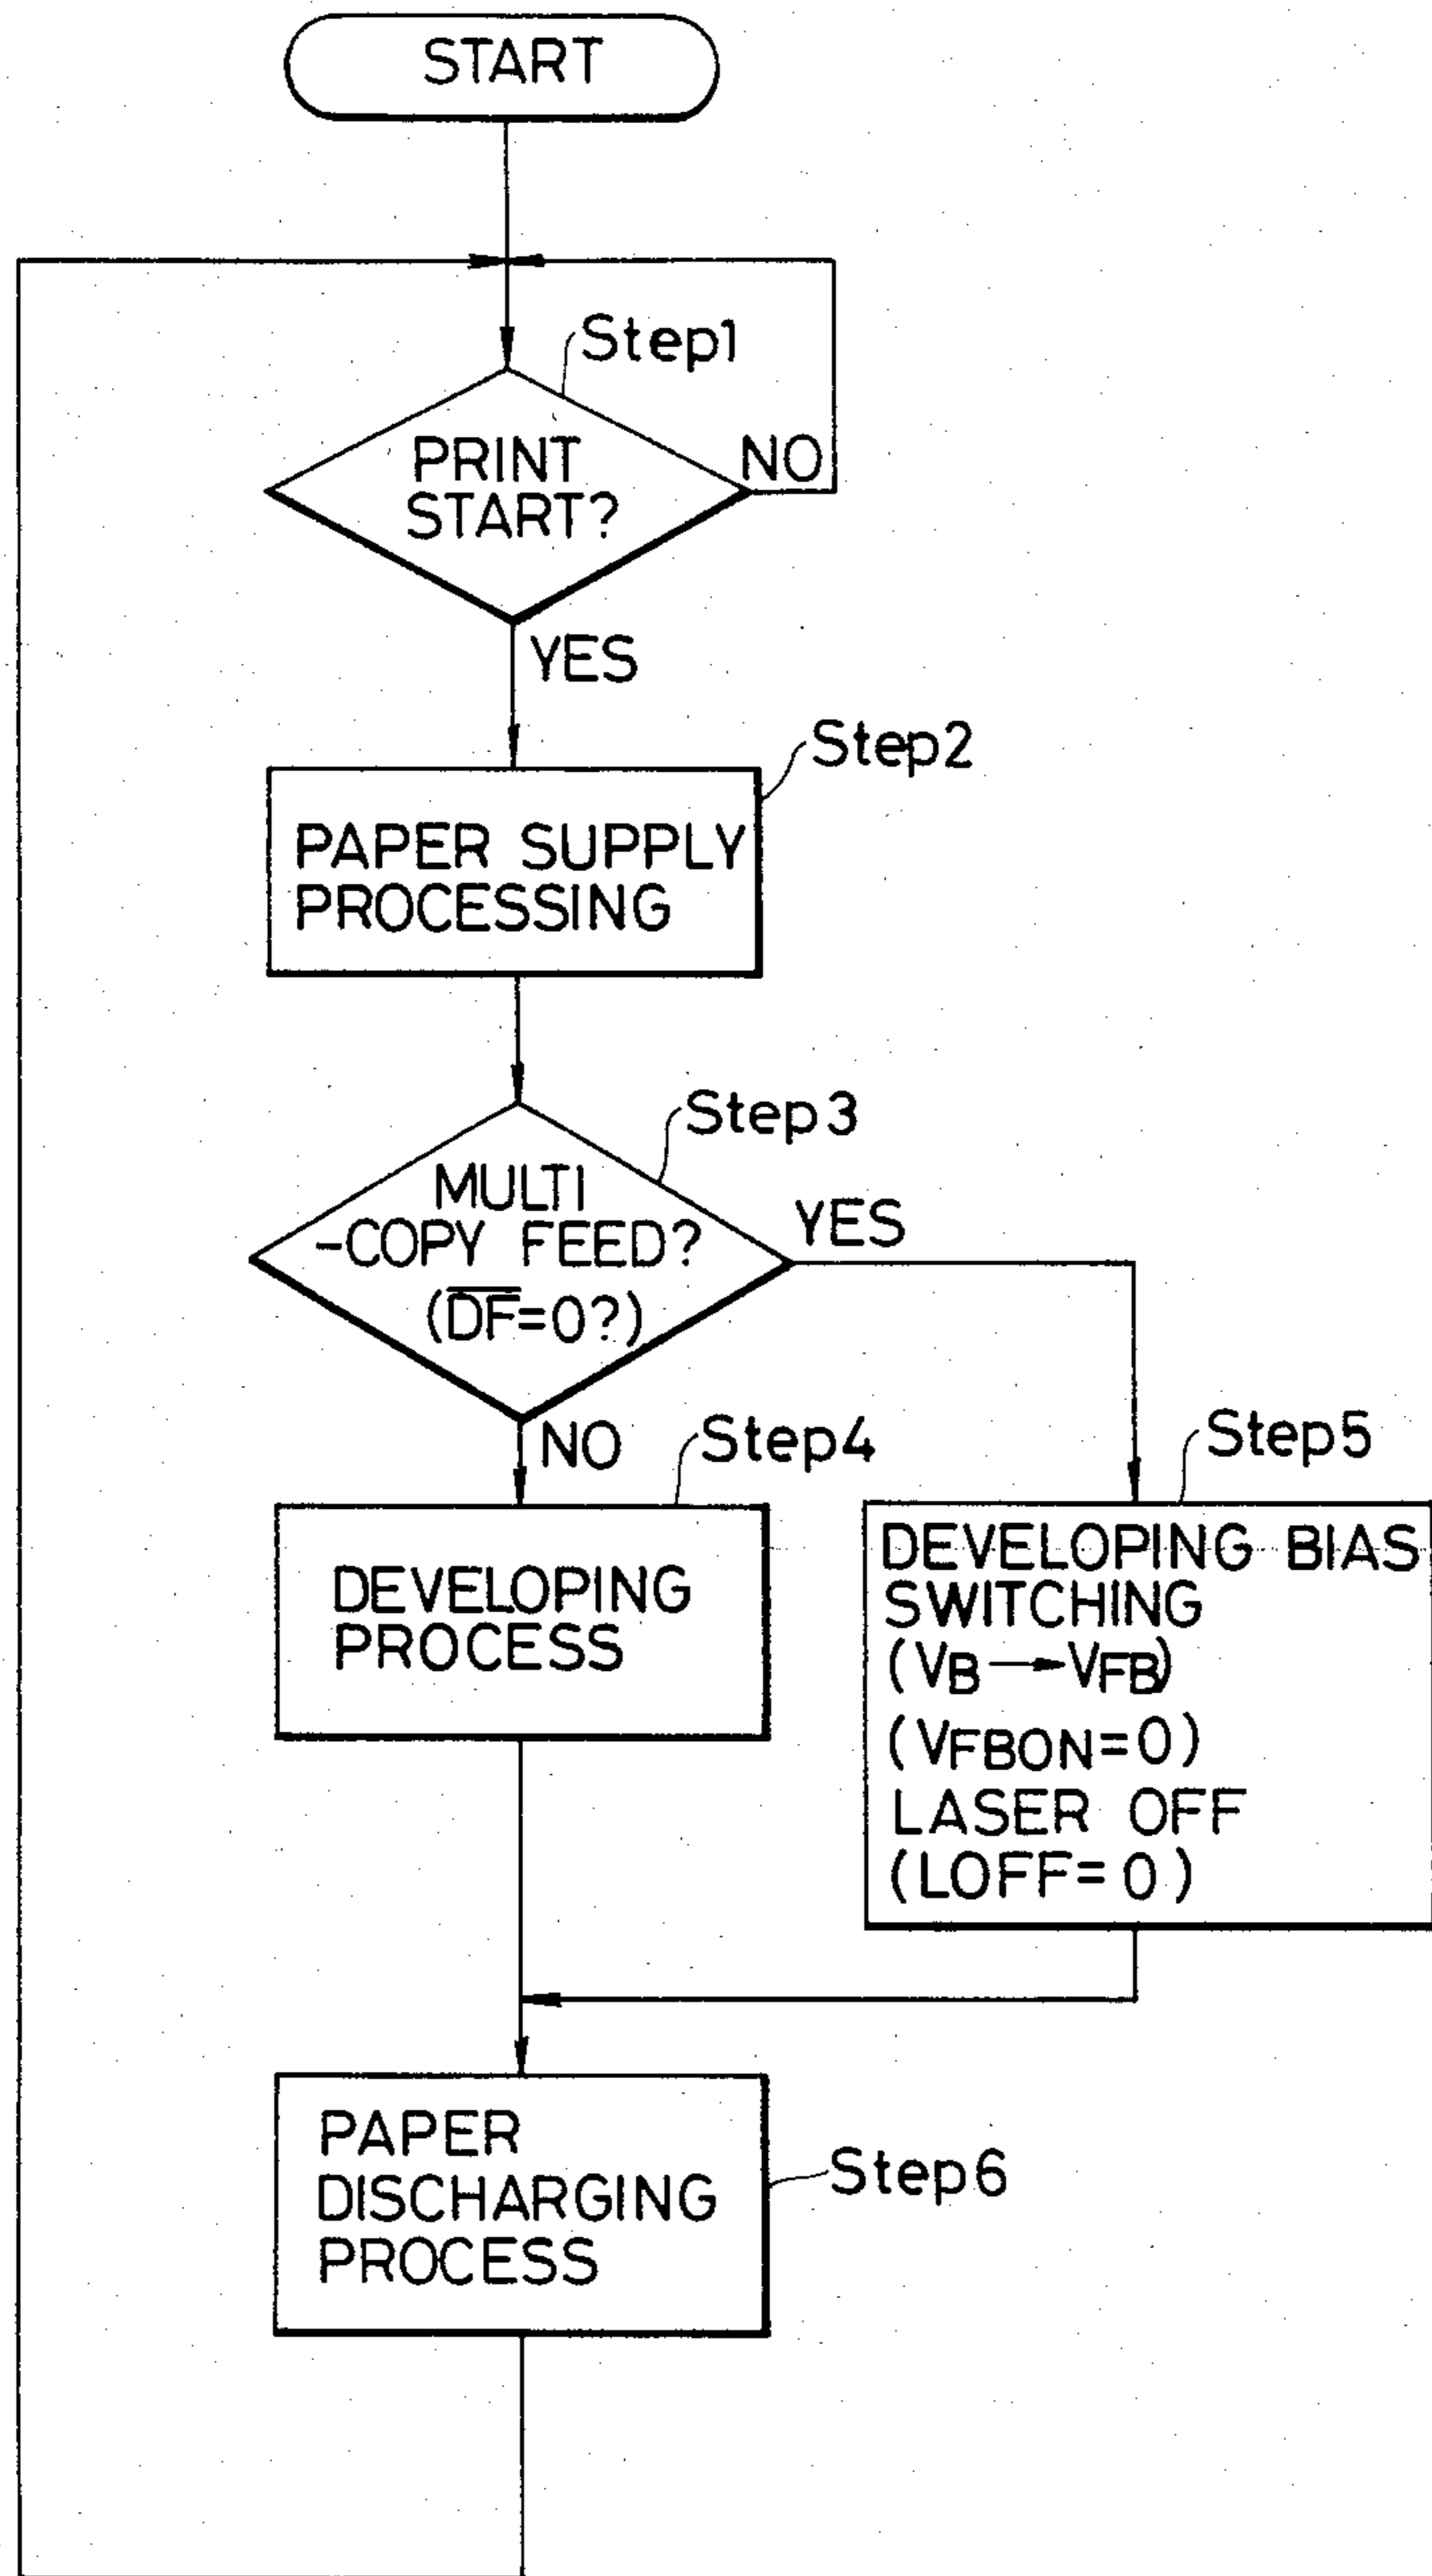 START
Step1
PRINT
START?
NO
YES
Step2
PAPER SUPPLY
PROCESSING
Step3
MULTI
-COPY FEED?
(D̅F̅=0?)
YES
NO
Step4
DEVELOPING
PROCESS
Step5
DEVELOPING BIAS
SWITCHING
(VB→VFB)
(VFBON=0)
LASER OFF
(LOFF=0)
PAPER
DISCHARGING
PROCESS
Step6